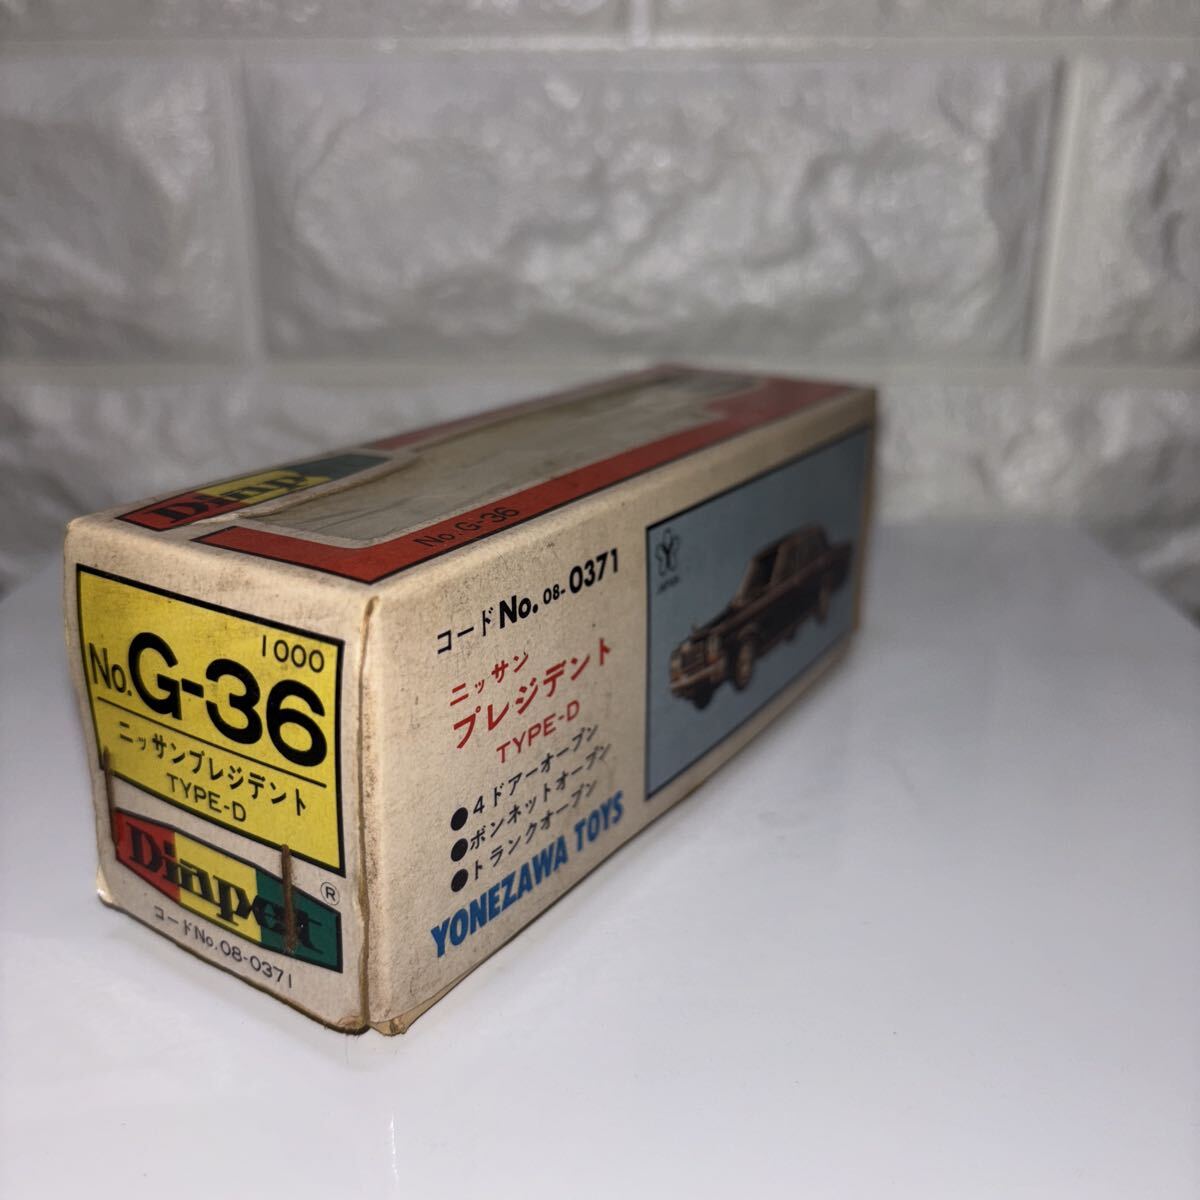 Diapet
No. G-36
1000
No. G-36
ニッサンプレジデント
TYPE-D
Diapet
®
コードNo. 08-0371
コードNo. 08-0371
ニッサン
プレジデント
TYPE-D
●4ドアーオープン
●ボンネットオープン
●トランクオープン
YONEZAWA TOYS